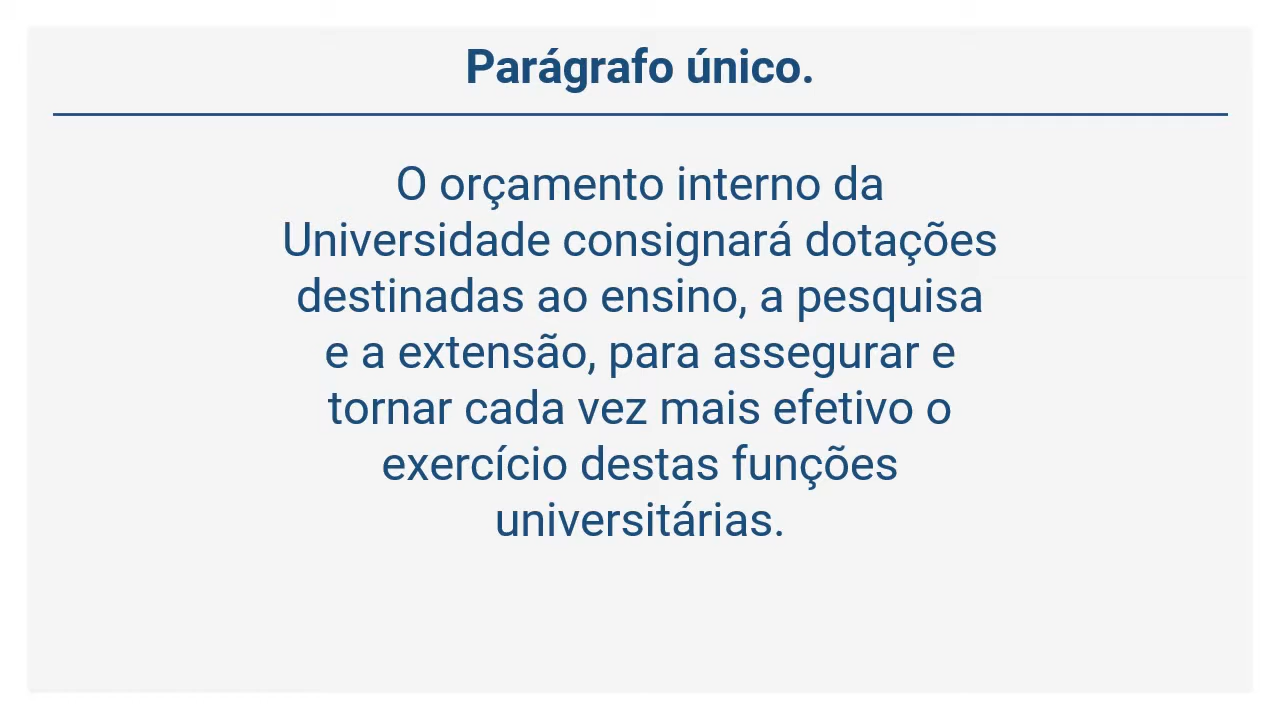 Parágrafo único.
O orçamento interno da
Universidade consignará dotações
destinadas ao ensino, a pesquisa
e a extensão, para assegurar e
tornar cada vez mais efetivo o
exercício destas funções
universitárias.